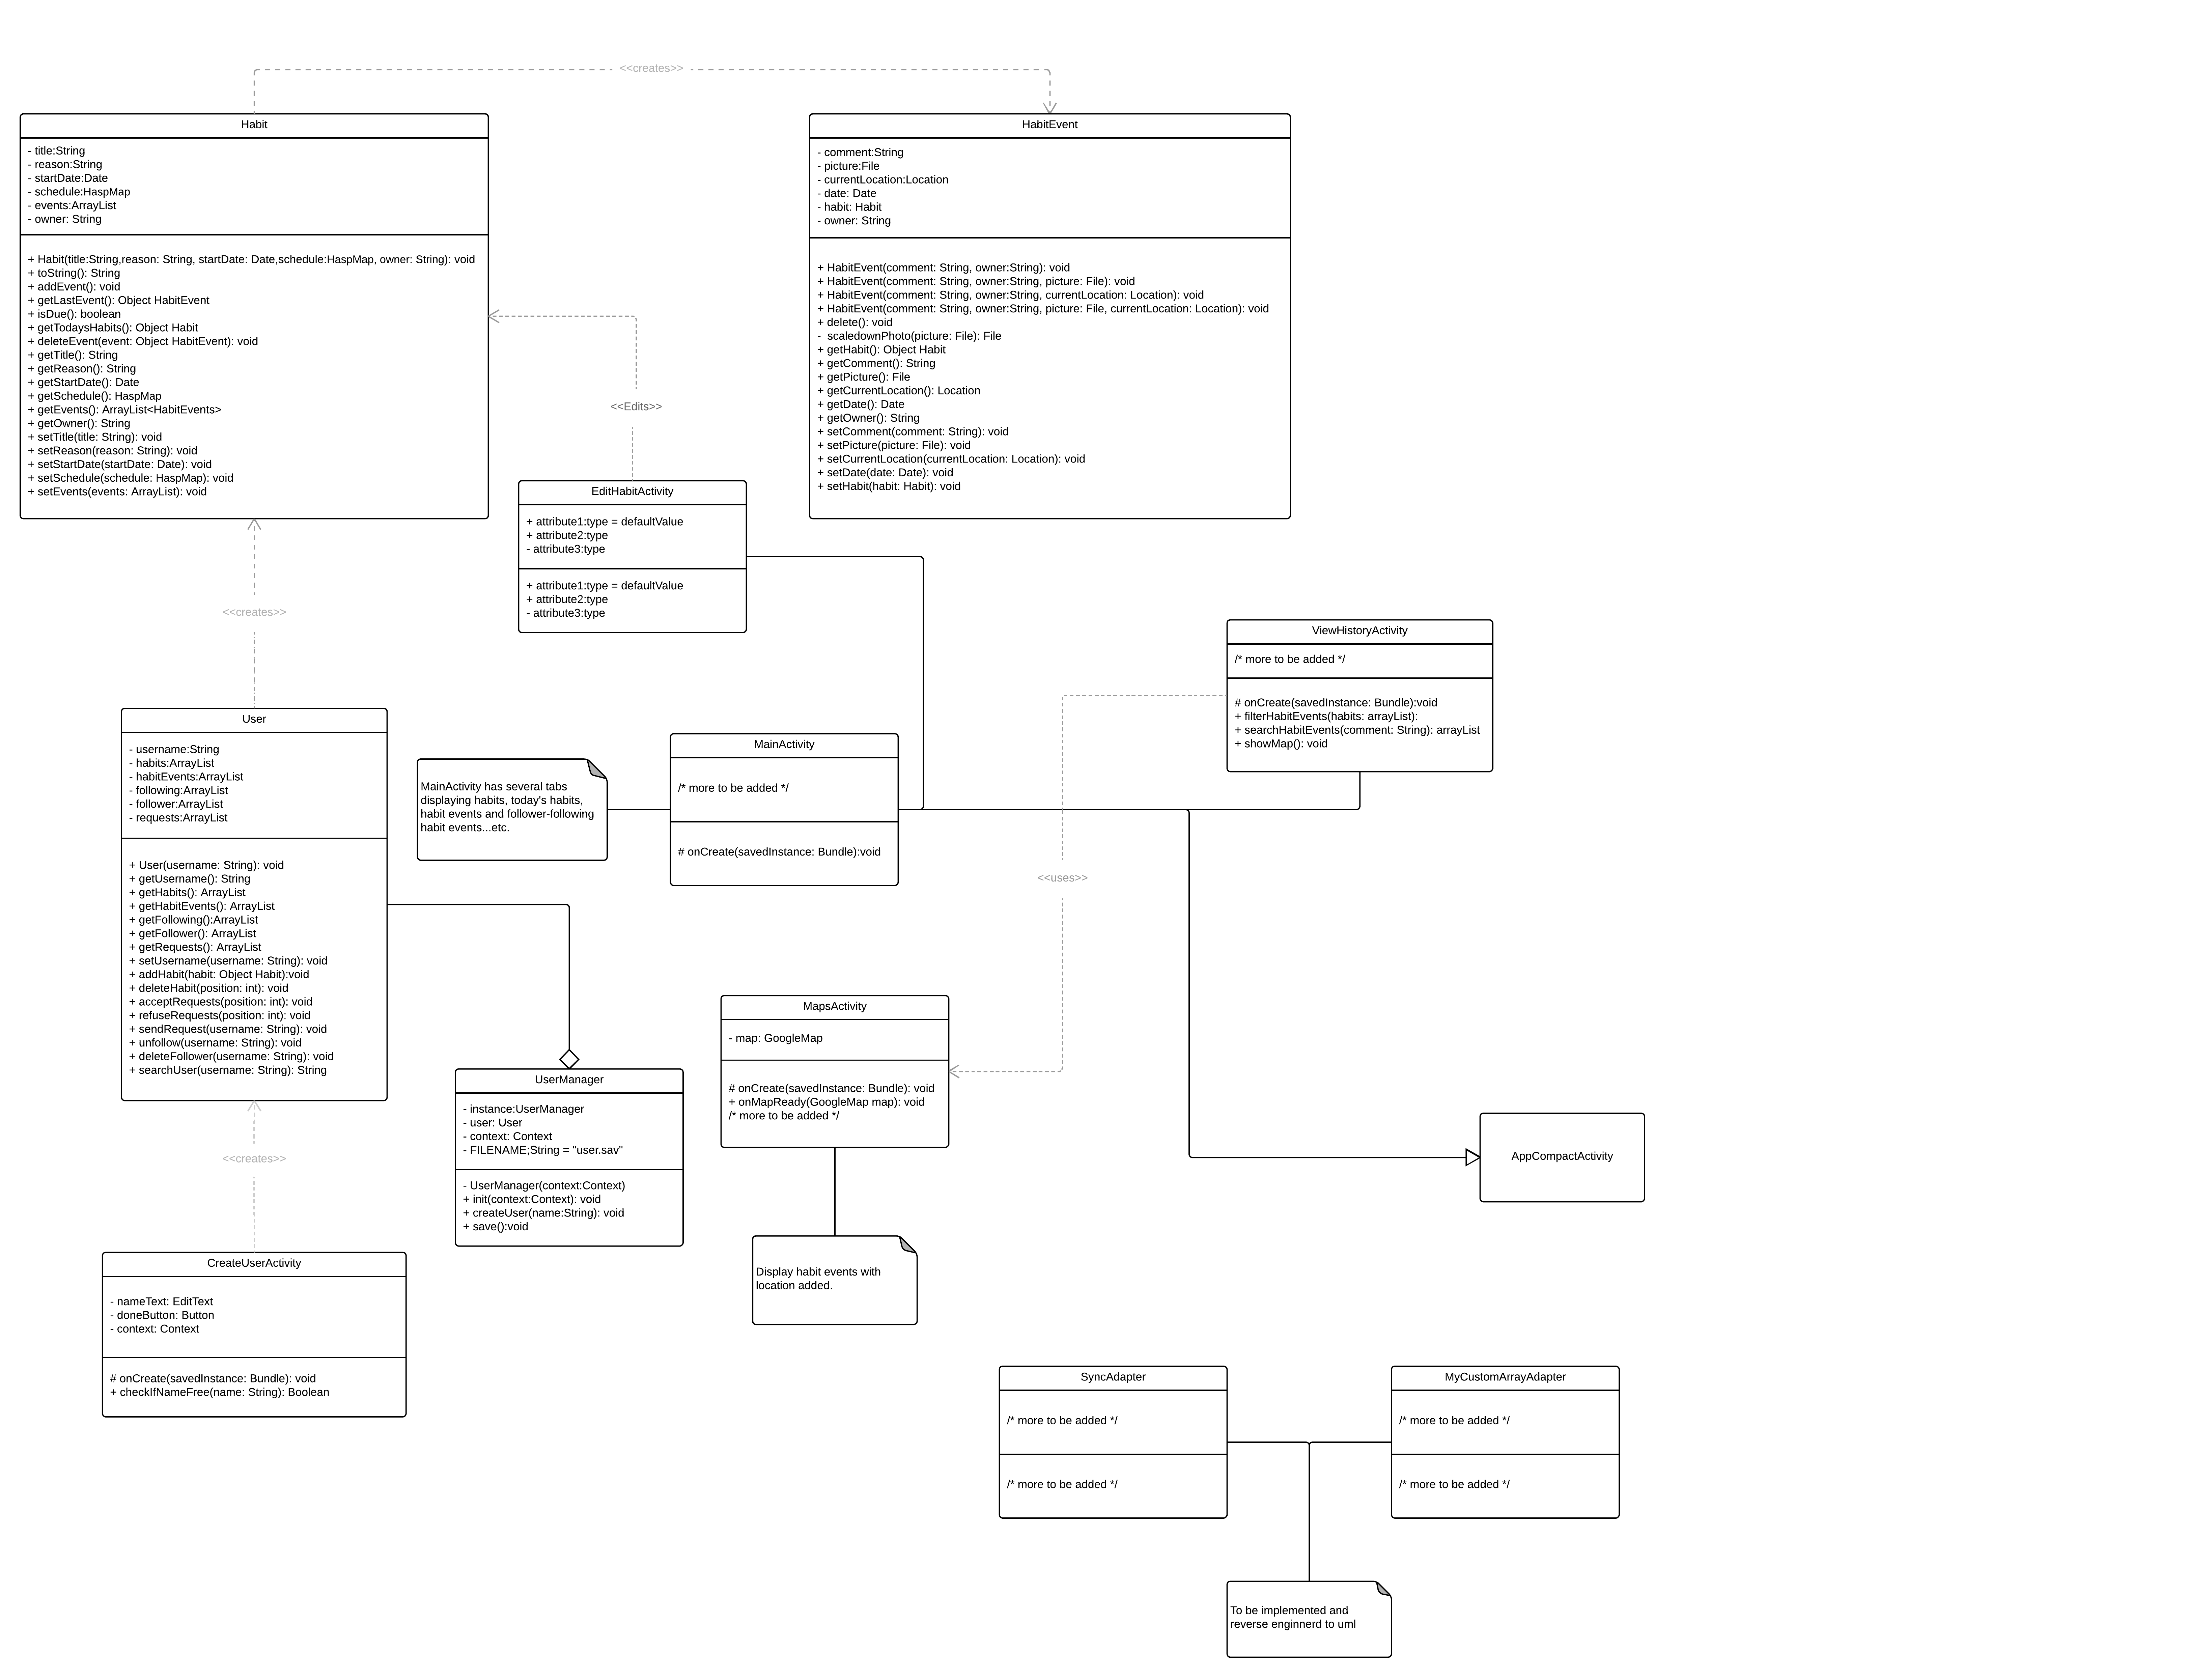 <<creates>>
Habit
- title:String
- reason:String
- startDate:Date
- schedule:HaspMap
- events:ArrayList
- owner: String
+ Habit(title:String,reason: String, startDate: Date,schedule:HaspMap, owner: String): void
+ toString(): String
+ addEvent(): void
+ getLastEvent(): Object HabitEvent
+ isDue(): boolean
+ getTodaysHabits(): Object Habit
+ deleteEvent(event: Object HabitEvent): void
+ getTitle(): String
+ getReason(): String
+ getStartDate(): Date
+ getSchedule(): HaspMap
+ getEvents(): ArrayList<HabitEvents>
+ getOwner(): String
+ setTitle(title: String): void
+ setReason(reason: String): void
+ setStartDate(startDate: Date): void
+ setSchedule(schedule: HaspMap): void
+ setEvents(events: ArrayList): void
HabitEvent
- comment:String
- picture:File
- currentLocation:Location
- date: Date
- habit: Habit
- owner: String
+ HabitEvent(comment: String, owner:String): void
+ HabitEvent(comment: String, owner:String, picture: File): void
+ HabitEvent(comment: String, owner:String, currentLocation: Location): void
+ HabitEvent(comment: String, owner:String, picture: File, currentLocation: Location): void
+ delete(): void
-  scaledownPhoto(picture: File): File
+ getHabit(): Object Habit
+ getComment(): String
+ getPicture(): File
+ getCurrentLocation(): Location
+ getDate(): Date
+ getOwner(): String
+ setComment(comment: String): void
+ setPicture(picture: File): void
+ setCurrentLocation(currentLocation: Location): void
+ setDate(date: Date): void
+ setHabit(habit: Habit): void
<<Edits>>
EditHabitActivity
+ attribute1:type = defaultValue
+ attribute2:type
- attribute3:type
+ attribute1:type = defaultValue
+ attribute2:type
- attribute3:type
<<creates>>
ViewHistoryActivity
/* more to be added */
# onCreate(savedInstance: Bundle):void
+ filterHabitEvents(habits: arrayList):
+ searchHabitEvents(comment: String): arrayList
+ showMap(): void
User
- username:String
- habits:ArrayList
- habitEvents:ArrayList
- following:ArrayList
- follower:ArrayList
- requests:ArrayList
+ User(username: String): void
+ getUsername(): String
+ getHabits(): ArrayList
+ getHabitEvents(): ArrayList
+ getFollowing():ArrayList
+ getFollower(): ArrayList
+ getRequests(): ArrayList
+ setUsername(username: String): void
+ addHabit(habit: Object Habit):void
+ deleteHabit(position: int): void
+ acceptRequests(position: int): void
+ refuseRequests(position: int): void
+ sendRequest(username: String): void
+ unfollow(username: String): void
+ deleteFollower(username: String): void
+ searchUser(username: String): String
MainActivity has several tabs
displaying habits, today's habits,
habit events and follower-following
habit events...etc.
MainActivity
/* more to be added */
# onCreate(savedInstance: Bundle):void
<<uses>>
MapsActivity
- map: GoogleMap
# onCreate(savedInstance: Bundle): void
+ onMapReady(GoogleMap map): void
/* more to be added */
UserManager
- instance:UserManager
- user: User
- context: Context
- FILENAME;String = "user.sav"
- UserManager(context:Context)
+ init(context:Context): void
+ createUser(name:String): void
+ save():void
AppCompactActivity
<<creates>>
CreateUserActivity
- nameText: EditText
- doneButton: Button
- context: Context
# onCreate(savedInstance: Bundle): void
+ checkIfNameFree(name: String): Boolean
Display habit events with
location added.
SyncAdapter
/* more to be added */
/* more to be added */
MyCustomArrayAdapter
/* more to be added */
/* more to be added */
To be implemented and
reverse enginnerd to uml